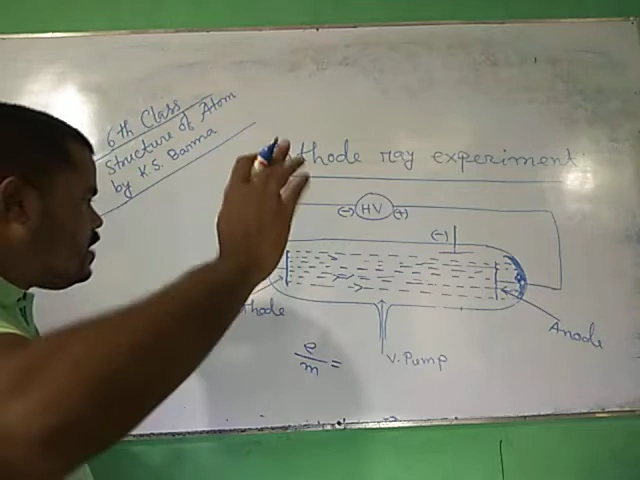 6th Class
Structure of Atom
by K.S. Barma
thode ray experiment
(-) HV (+)
(-)
thode
Anode
V. Pump
e/m =